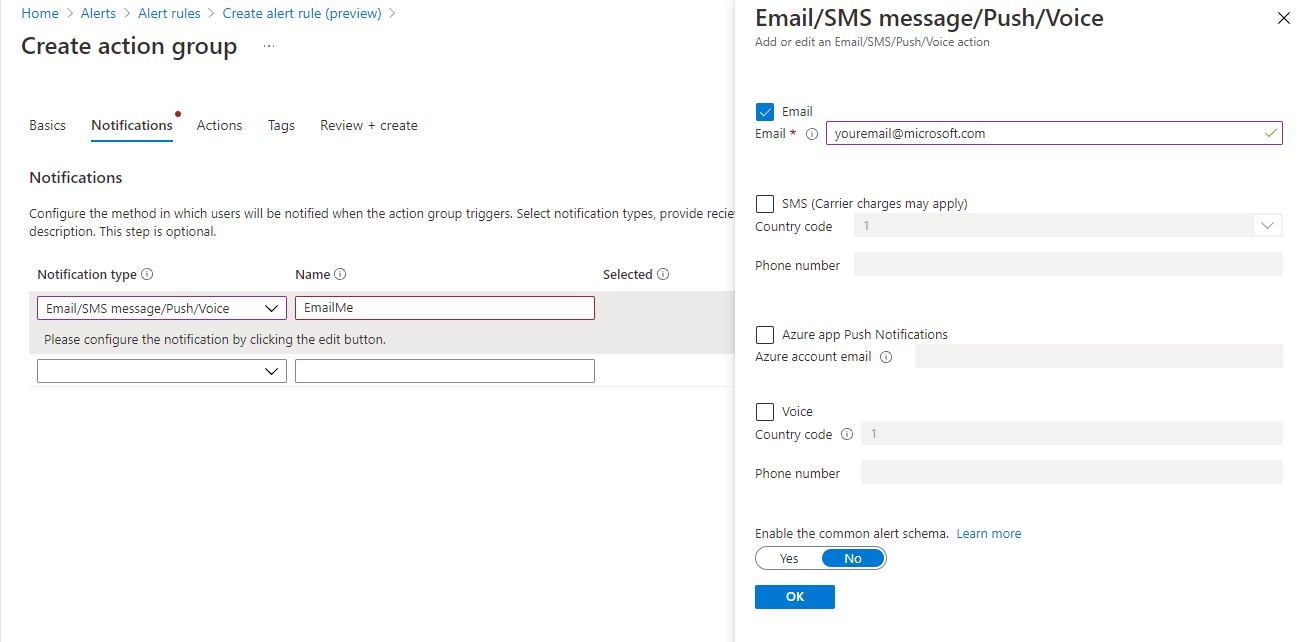 Home > Alerts > Alert rules > Create alert rule (preview) >
Create action group ...
Basics Notifications Actions Tags Review + create
Notifications
Configure the method in which users will be notified when the action group triggers. Select notification types, provide recie
description. This step is optional.
Notification type Name Selected
Email/SMS message/Push/Voice EmailMe
Please configure the notification by clicking the edit button.
Email/SMS message/Push/Voice
Add or edit an Email/SMS/Push/Voice action
Email
Email * youremail@microsoft.com
SMS (Carrier charges may apply)
Country code 1
Phone number
Azure app Push Notifications
Azure account email
Voice
Country code 1
Phone number
Enable the common alert schema. Learn more
Yes No
OK